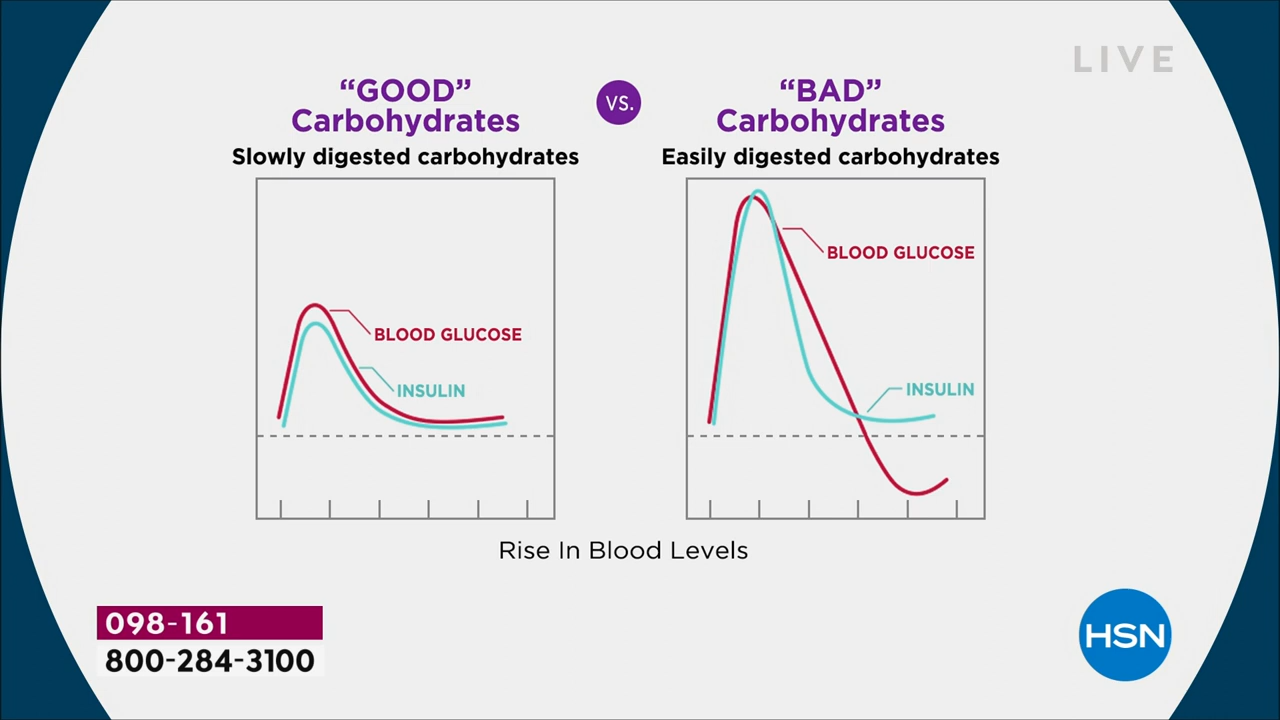 LIVE
“GOOD”
Carbohydrates
Slowly digested carbohydrates
VS.
“BAD”
Carbohydrates
Easily digested carbohydrates
BLOOD GLUCOSE
INSULIN
BLOOD GLUCOSE
INSULIN
Rise In Blood Levels
098-161
800-284-3100
HSN